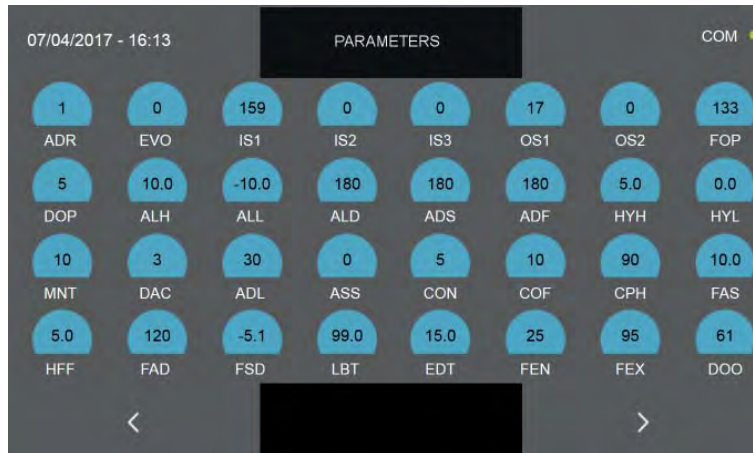 07/04/2017 - 16:13 PARAMETERS COM
1 0 159 0 0 17 0 133
ADR EVO IS1 IS2 IS3 OS1 OS2 FOP
5 10.0 -10.0 180 180 180 5.0 0.0
DOP ALH ALL ALD ADS ADF HYH HYL
10 3 30 0 5 10 90 10.0
MNT DAC ADL ASS CON COF CPH FAS
5.0 120 -5.1 99.0 15.0 25 95 61
HFF FAD FSD LBT EDT FEN FEX DOO